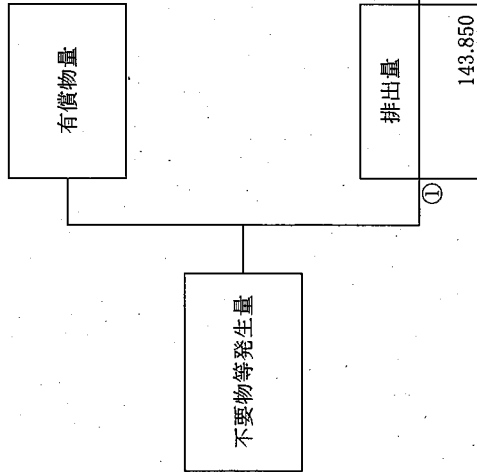 不要物等発生量
有償物量
①
排出量
143.850